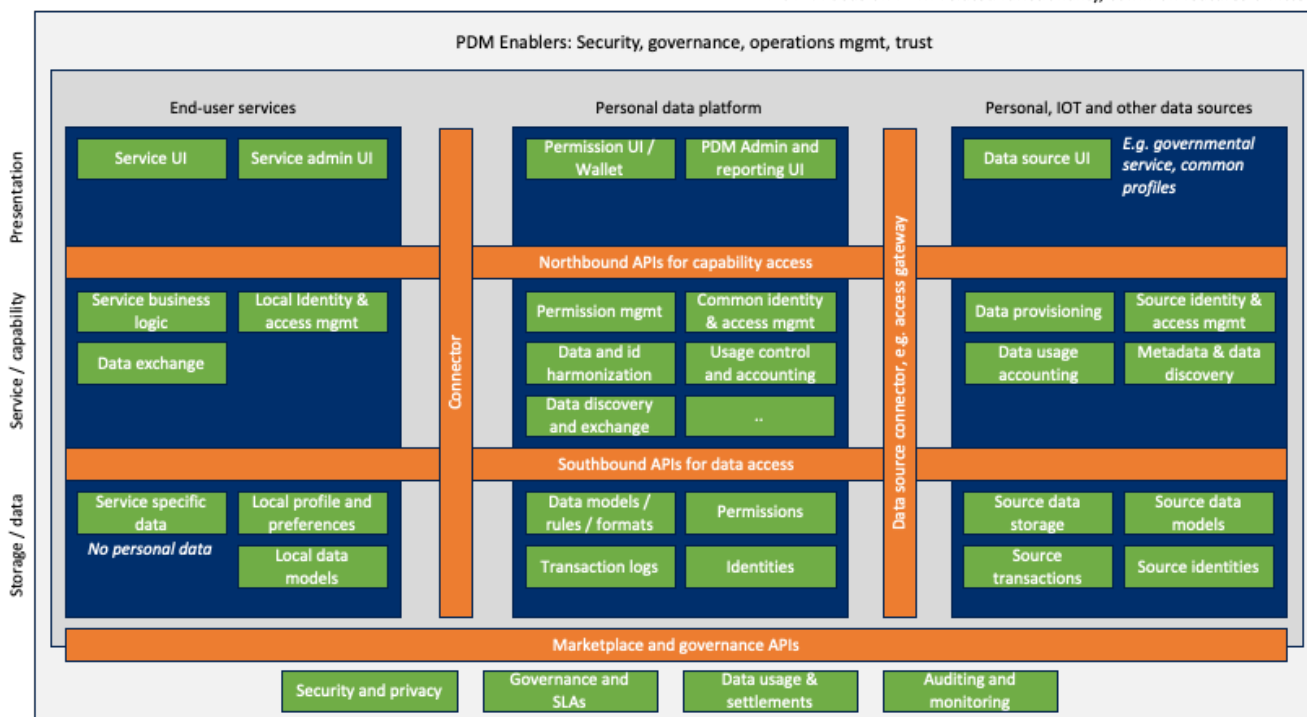 PDM Enablers: Security, governance, operations mgmt, trust
End-user services
Personal data platform
Personal, IOT and other data sources
Presentation
Service UI
Service admin UI
Permission UI /
Wallet
PDM Admin and
reporting UI
Data source UI
E.g. governmental
service, common
profiles
Northbound APIs for capability access
Connector
Data source connector, e.g. access gateway
Service / capability
Service business
logic
Local Identity &
access mgmt
Data exchange
Permission mgmt
Common identity
& access mgmt
Data and id
harmonization
Usage control
and accounting
Data discovery
and exchange
..
Data provisioning
Source identity &
access mgmt
Data usage
accounting
Metadata & data
discovery
Southbound APIs for data access
Storage / data
Service specific
data
Local profile and
preferences
No personal data
Local data
models
Data models /
rules / formats
Permissions
Transaction logs
Identities
Source data
storage
Source data
models
Source
transactions
Source identities
Marketplace and governance APIs
Security and privacy
Governance and
SLAs
Data usage &
settlements
Auditing and
monitoring